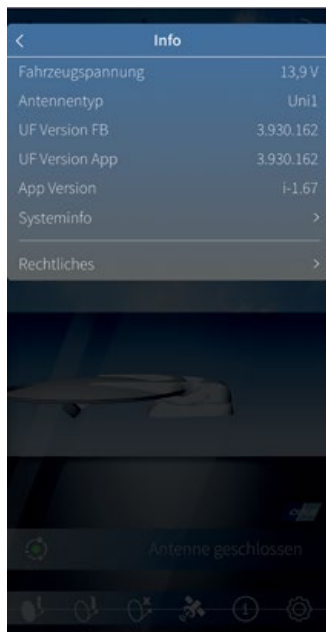 Info
Fahrzeugspannung 13,9 V
Antennentyp Uni1
UF Version FB 3.930.162
UF Version App 3.930.162
App Version i-1.67
Systeminfo >
Rechtliches >
Antenne geschlossen